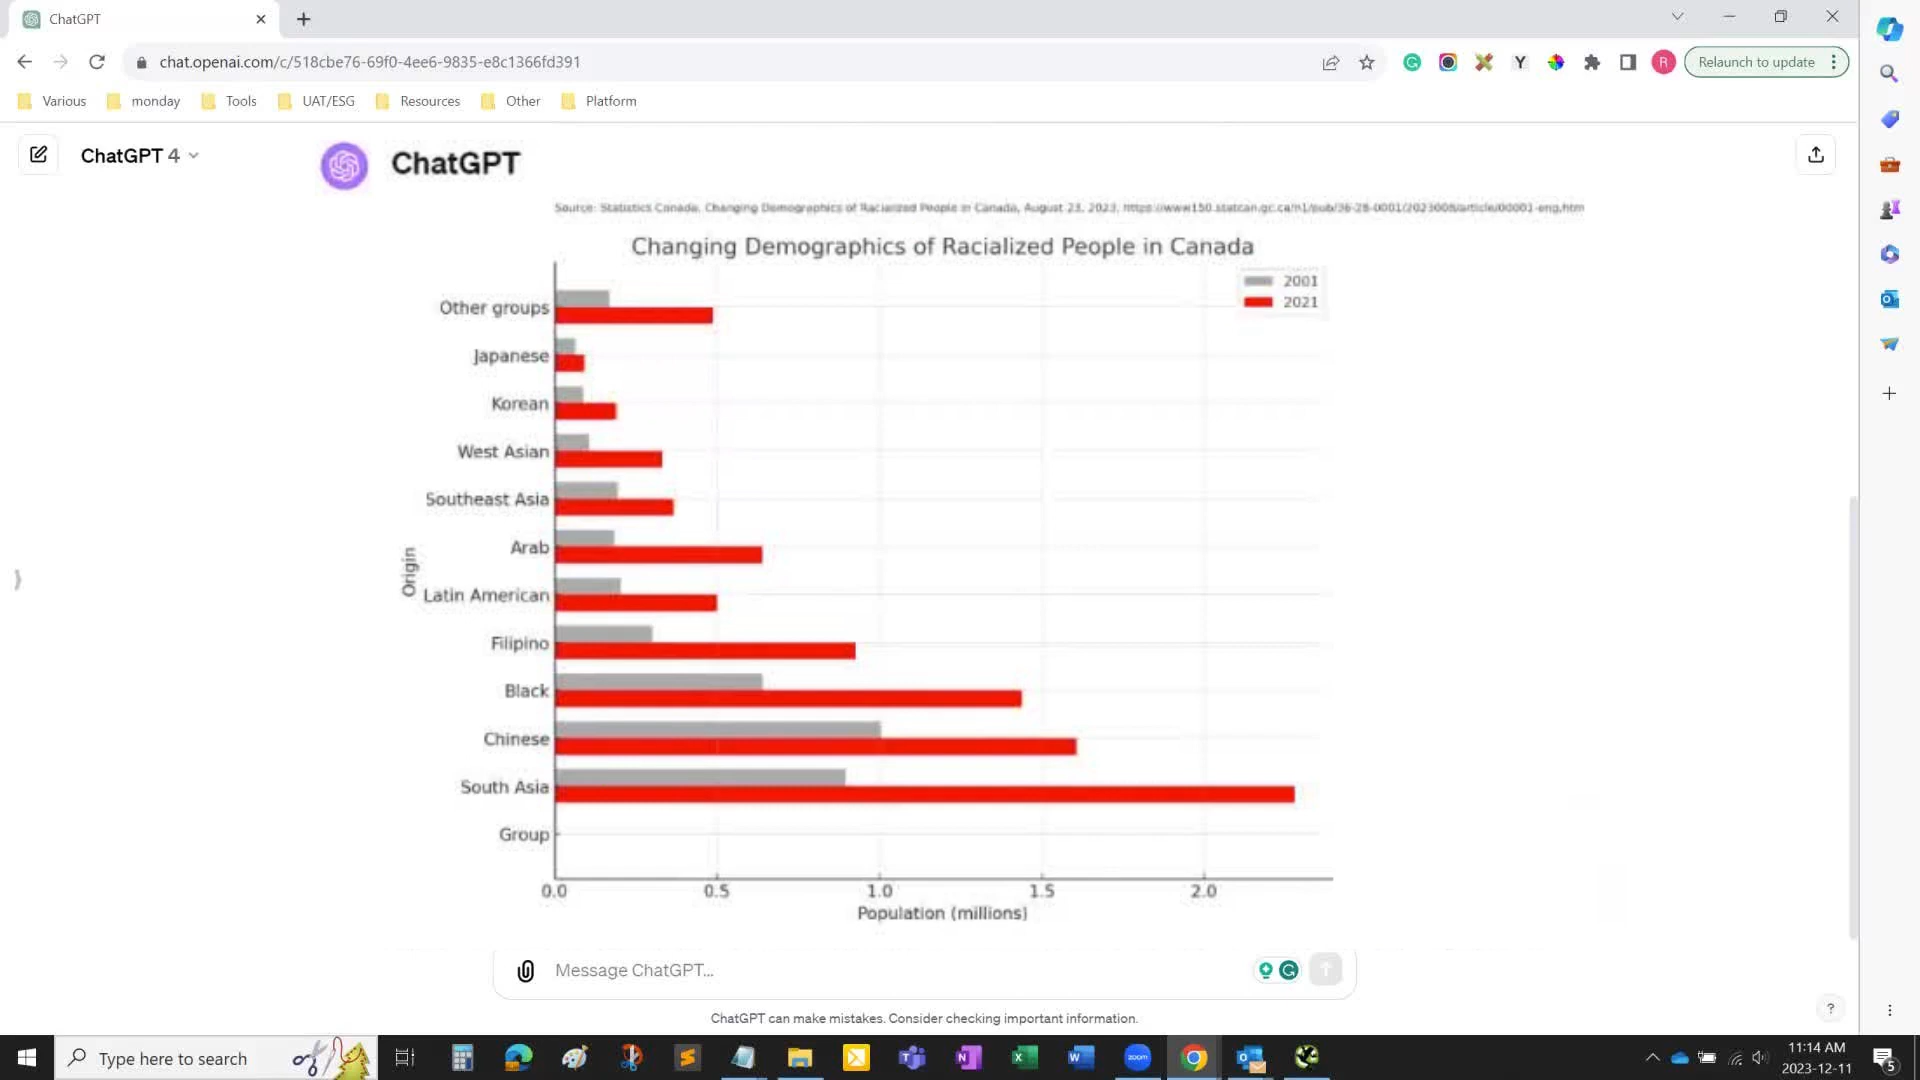 ChatGPT
chat.openai.com/c/518cbe76-69f0-4ee6-9835-e8c1366fd391
R
Relaunch to update
Various
monday
Tools
UAT/ESG
Resources
Other
Platform
ChatGPT 4
ChatGPT
Source: Statistics Canada, Changing Demographics of Racialized People in Canada, August 23, 2023, https://www150.statcan.gc.ca/n1/pub/36-28-0001/2023008/article/00001-eng.htm
Changing Demographics of Racialized People in Canada
2001
2021
Other groups
Japanese
Korean
West Asian
Southeast Asia
Arab
Origin
Latin American
Filipino
Black
Chinese
South Asia
Group
0.0 0.5 1.0 1.5 2.0
Population (millions)
Message ChatGPT...
ChatGPT can make mistakes. Consider checking important information.
?
Type here to search
zoom
11:14 AM
2023-12-11
5